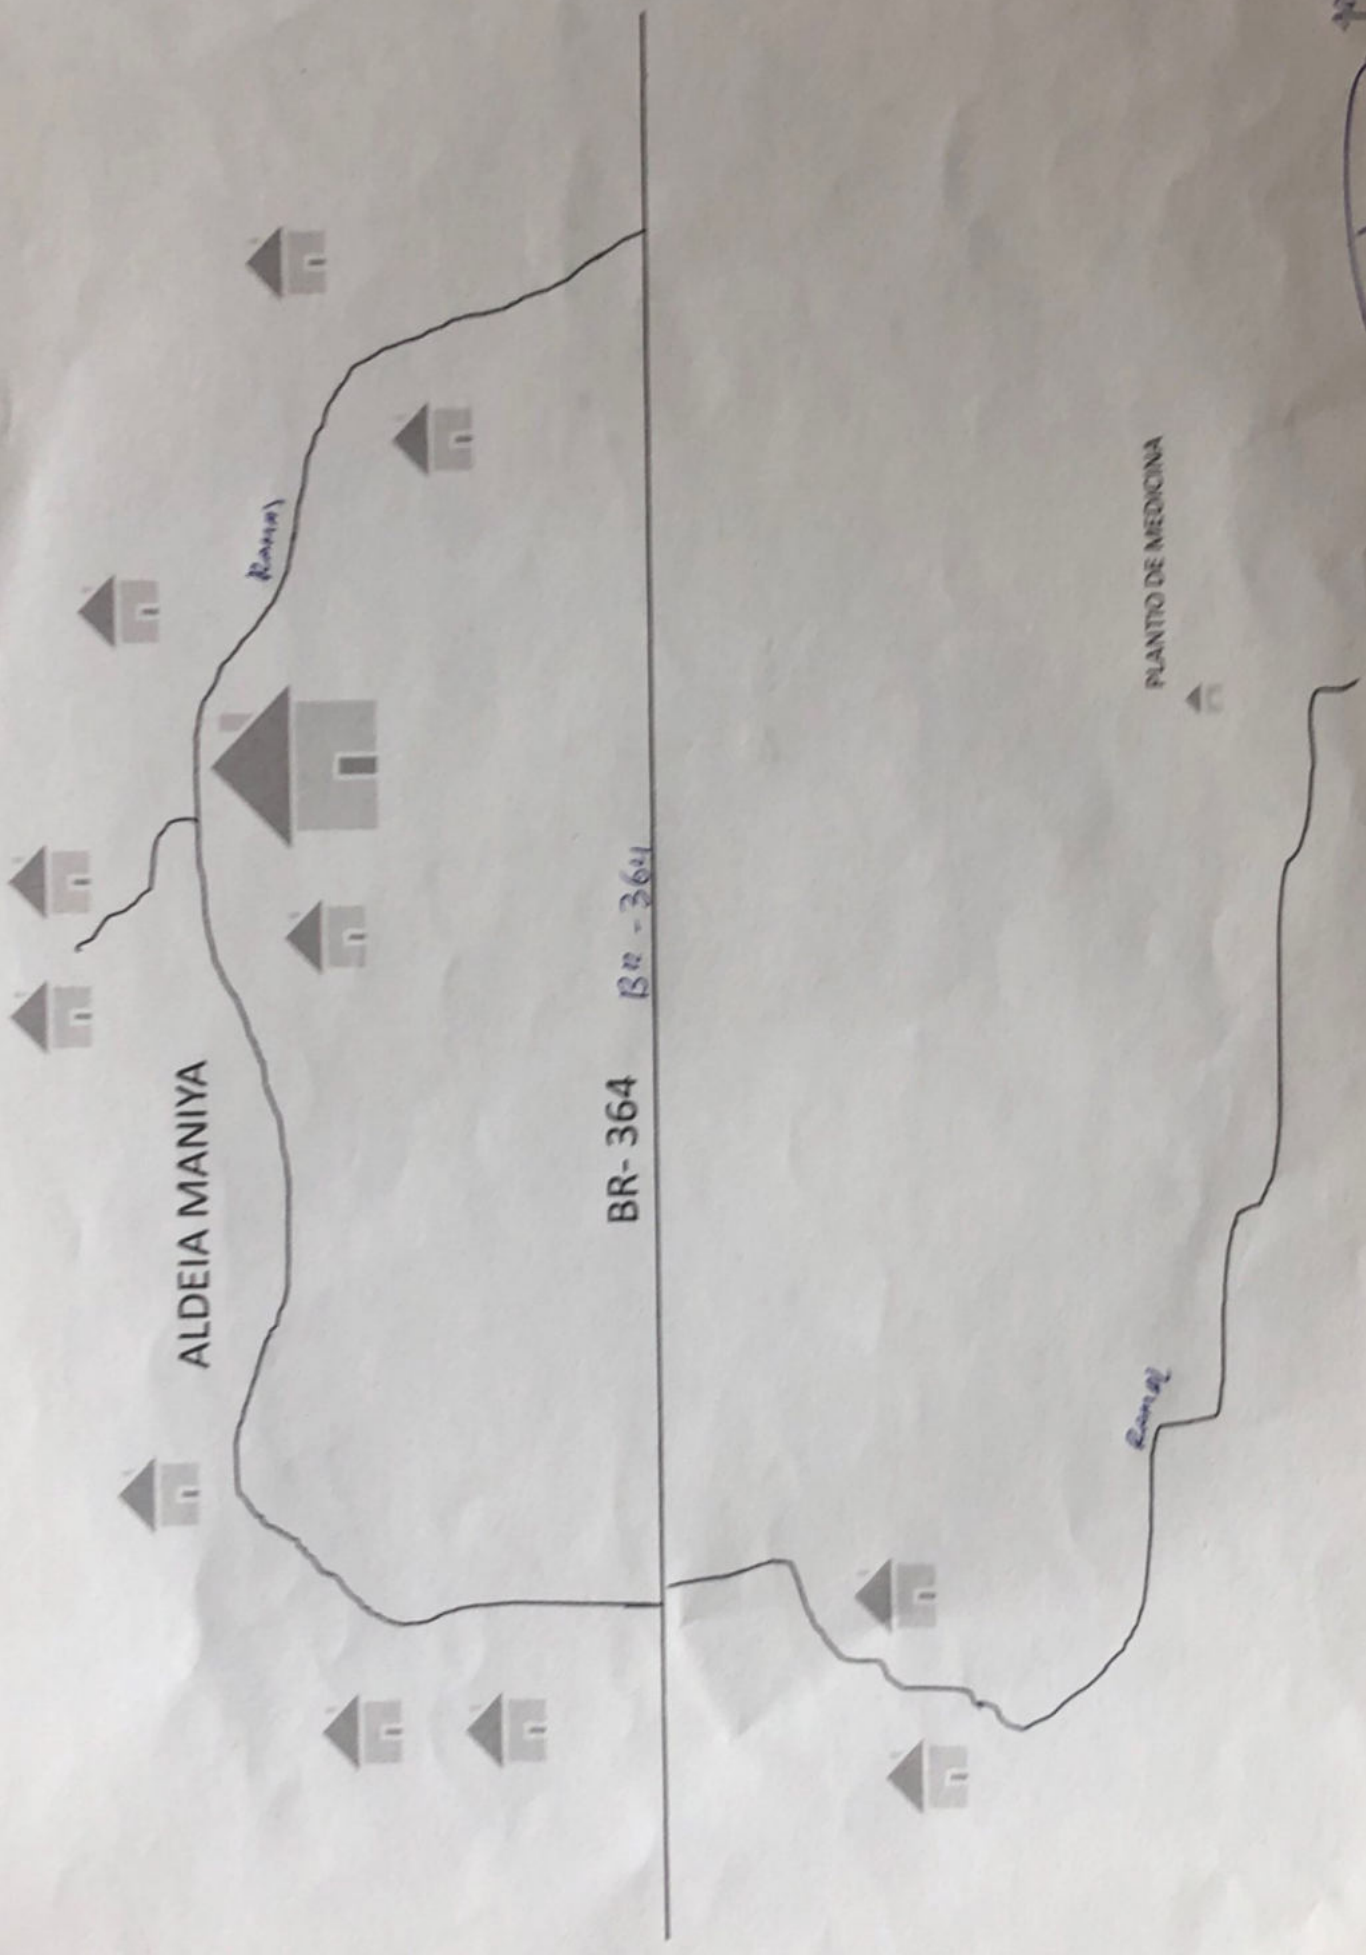 ALDEIA MANIYA
Ramal
BR- 364
BR - 364
PLANTIO DE MEDICINA
Ramal